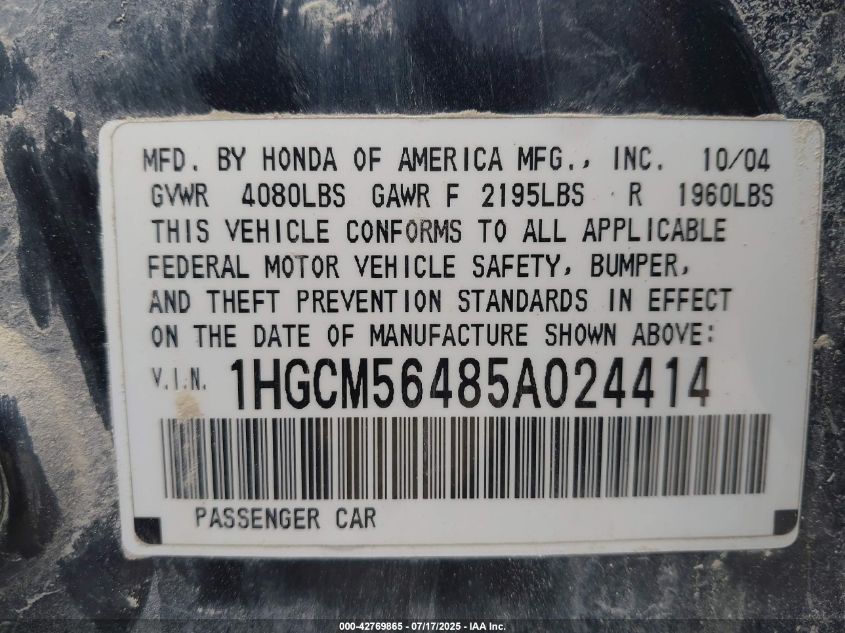 MFD. BY HONDA OF AMERICA MFG., INC. 10/04
GVWR 4080LBS GAWR F 2195LBS R 1960LBS
THIS VEHICLE CONFORMS TO ALL APPLICABLE
FEDERAL MOTOR VEHICLE SAFETY, BUMPER,
AND THEFT PREVENTION STANDARDS IN EFFECT
ON THE DATE OF MANUFACTURE SHOWN ABOVE:
V.I.N. 1HGCM56485A024414
PASSENGER CAR
000-42769865 - 07/17/2025 - IAA Inc.